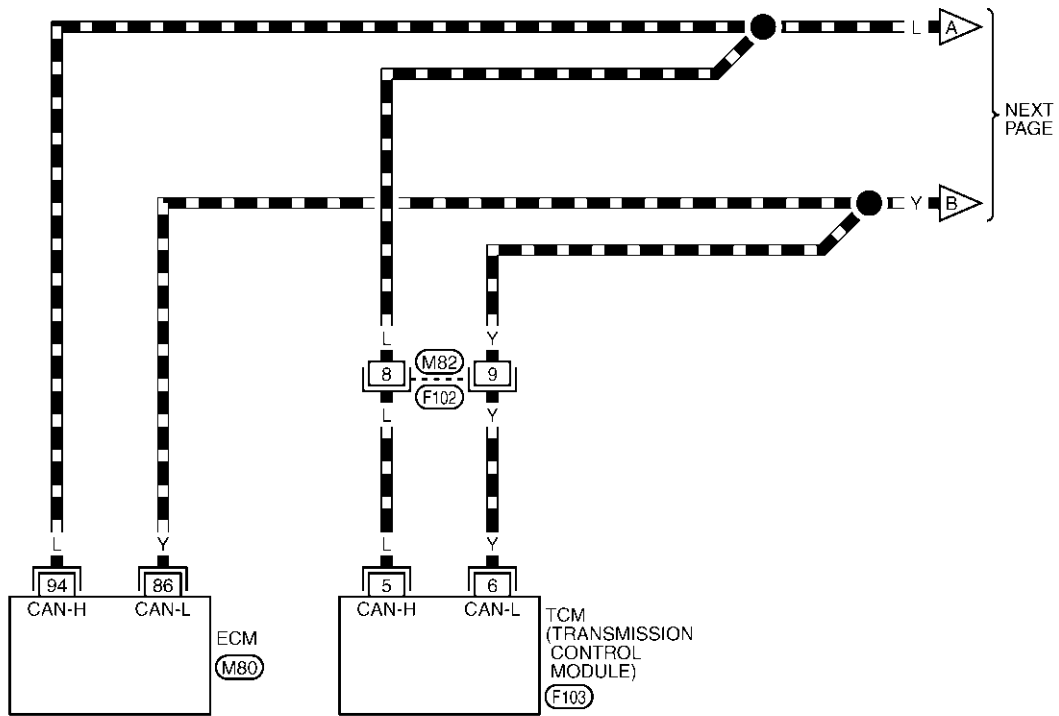 L
A
NEXT
PAGE
Y
B
L
Y
8
M82
9
F102
L
Y
L
Y
L
Y
94
86
5
6
CAN-H
CAN-L
CAN-H
CAN-L
ECM
M80
TCM
(TRANSMISSION
CONTROL
MODULE)
F103